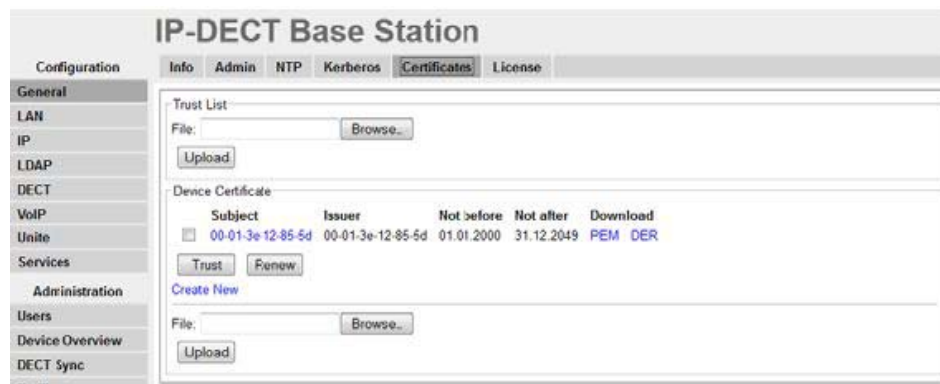 IP-DECT Base Station
Configuration
General
LAN
IP
LDAP
DECT
VoIP
Unite
Services
Administration
Users
Device Overview
DECT Sync
Info Admin NTP Kerberos Certificates License
Trust List
File: Browse...
Upload
Device Certificate
Subject Issuer Not before Not after Download
00-01-3e-12-85-5d 00-01-3e-12-85-5d 01.01.2000 31.12.2049 PEM DER
Trust Renew
Create New
File: Browse...
Upload